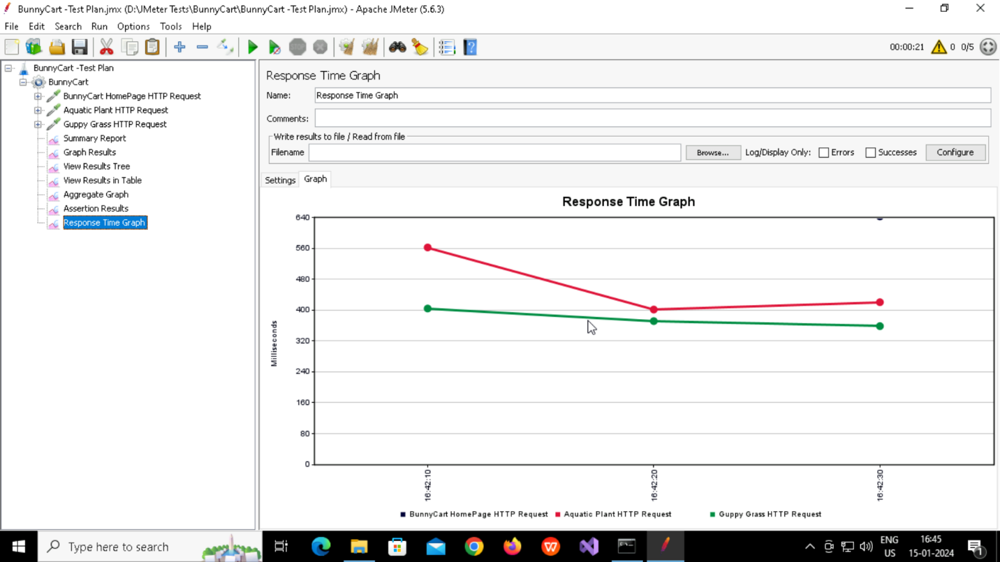 BunnyCart -Test Plan.jmx (D:\JMeter Tests\BunnyCart\BunnyCart -Test Plan.jmx) - Apache JMeter (5.6.3)
File Edit Search Run Options Tools Help
00:00:21 0 0/5
BunnyCart -Test Plan
BunnyCart
BunnyCart HomePage HTTP Request
Aquatic Plant HTTP Request
Guppy Grass HTTP Request
Summary Report
Graph Results
View Results Tree
View Results in Table
Aggregate Graph
Assertion Results
Response Time Graph
Response Time Graph
Name: Response Time Graph
Comments:
Write results to file / Read from file
Filename Browse... Log/Display Only: Errors Successes Configure
Settings Graph
Response Time Graph
640
560
480
400
320
240
160
80
0
Milliseconds
16:42:10 16:42:20 16:42:30
BunnyCart HomePage HTTP Request Aquatic Plant HTTP Request Guppy Grass HTTP Request
Type here to search
ENG
US
16:45
15-01-2024
1